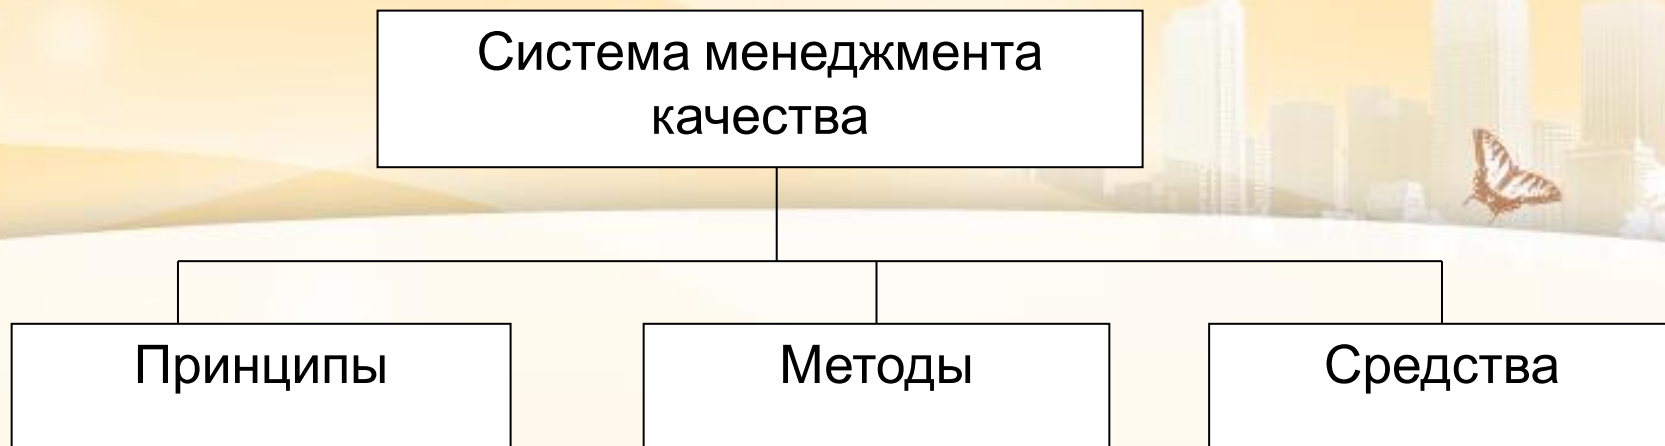 Система менеджмента
качества
Принципы
Методы
Средства